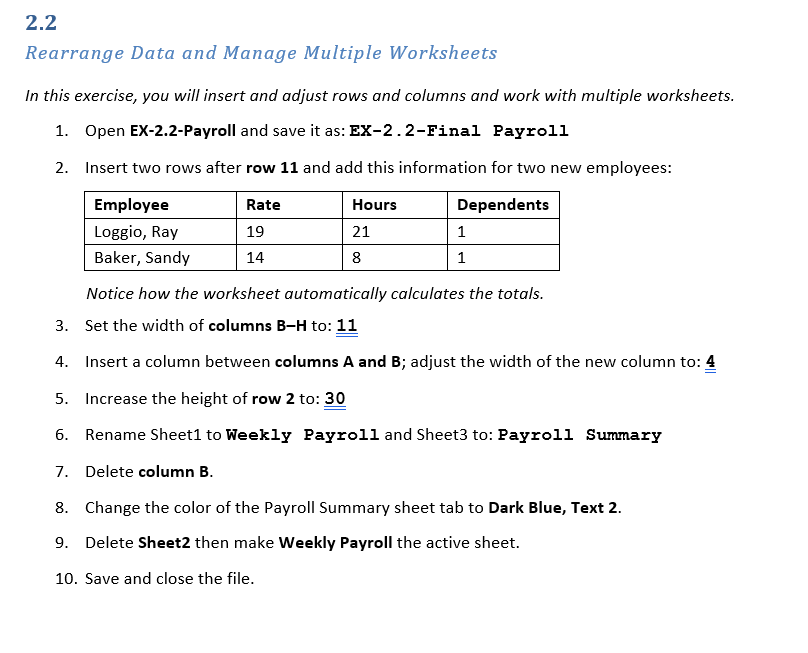 2.2
Rearrange Data and Manage Multiple Worksheets
In this exercise, you will insert and adjust rows and columns and work with multiple worksheets.
1. Open EX-2.2-Payroll and save it as: EX-2.2-Final Payroll
2. Insert two rows after row 11 and add this information for two new employees:
Employee Rate Hours Dependents
Loggio, Ray 19 21 1
Baker, Sandy 14 8 1
Notice how the worksheet automatically calculates the totals.
3. Set the width of columns B–H to: 11
4. Insert a column between columns A and B; adjust the width of the new column to: 4
5. Increase the height of row 2 to: 30
6. Rename Sheet1 to Weekly Payroll and Sheet3 to: Payroll Summary
7. Delete column B.
8. Change the color of the Payroll Summary sheet tab to Dark Blue, Text 2.
9. Delete Sheet2 then make Weekly Payroll the active sheet.
10. Save and close the file.